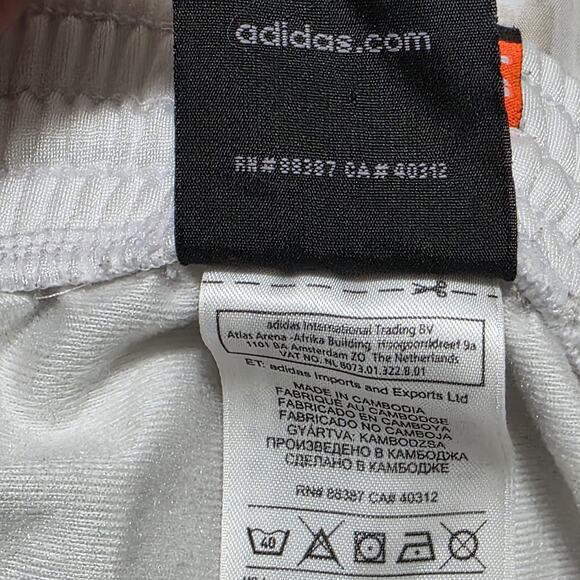 adidas.com
RN# 88387 CA# 40312
adidas International Trading BV
Atlas Arena -Afrika Building, Hoogoorddreef 9a
1101 BA Amsterdam ZO The Netherlands
VAT NO. NL 8073.01.322.B.01
ET: adidas Imports and Exports Ltd
MADE IN CAMBODIA
FABRIQUÉ AU CAMBODGE
FABRICADO EN CAMBOYA
FABRICADO NO CAMBOJA
GYÁRTVA: KAMBODZSA
ПРОИЗВЕДЕНО В КАМБОДЖА
СДЕЛАНО В КАМБОДЖЕ
RN# 88387 CA# 40312
40